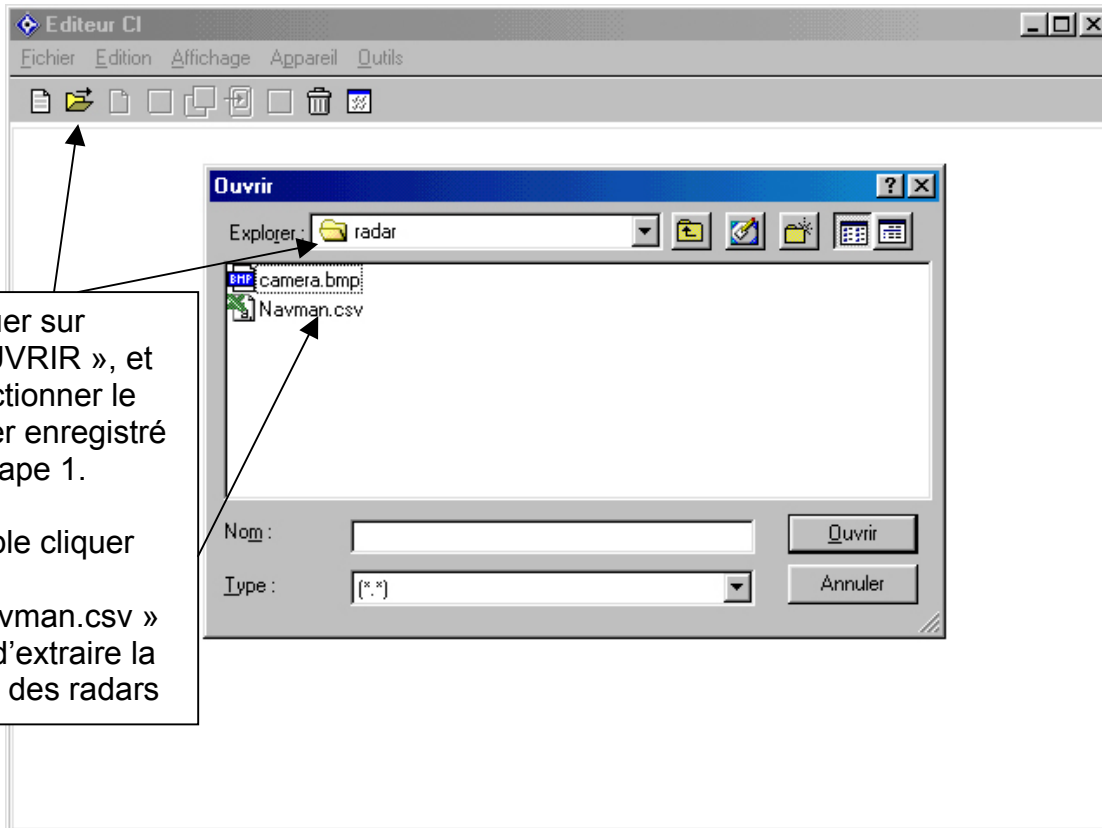 Editeur CI
Fichier Edition Affichage Appareil Outils
Ouvrir
Explorer : radar
BMP camera.bmp
a, Navman.csv
Nom :
Ouvrir
Type : (*.*)
Annuler
uer sur
UVRIR », et
ctionner le
er enregistré
ape 1.
ple cliquer
vman.csv »
d’extraire la
des radars